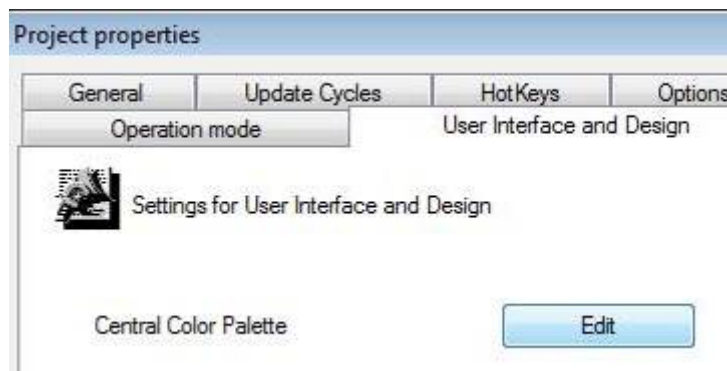 Project properties
General Update Cycles HotKeys Options
Operation mode User Interface and Design
Settings for User Interface and Design
Central Color Palette Edit